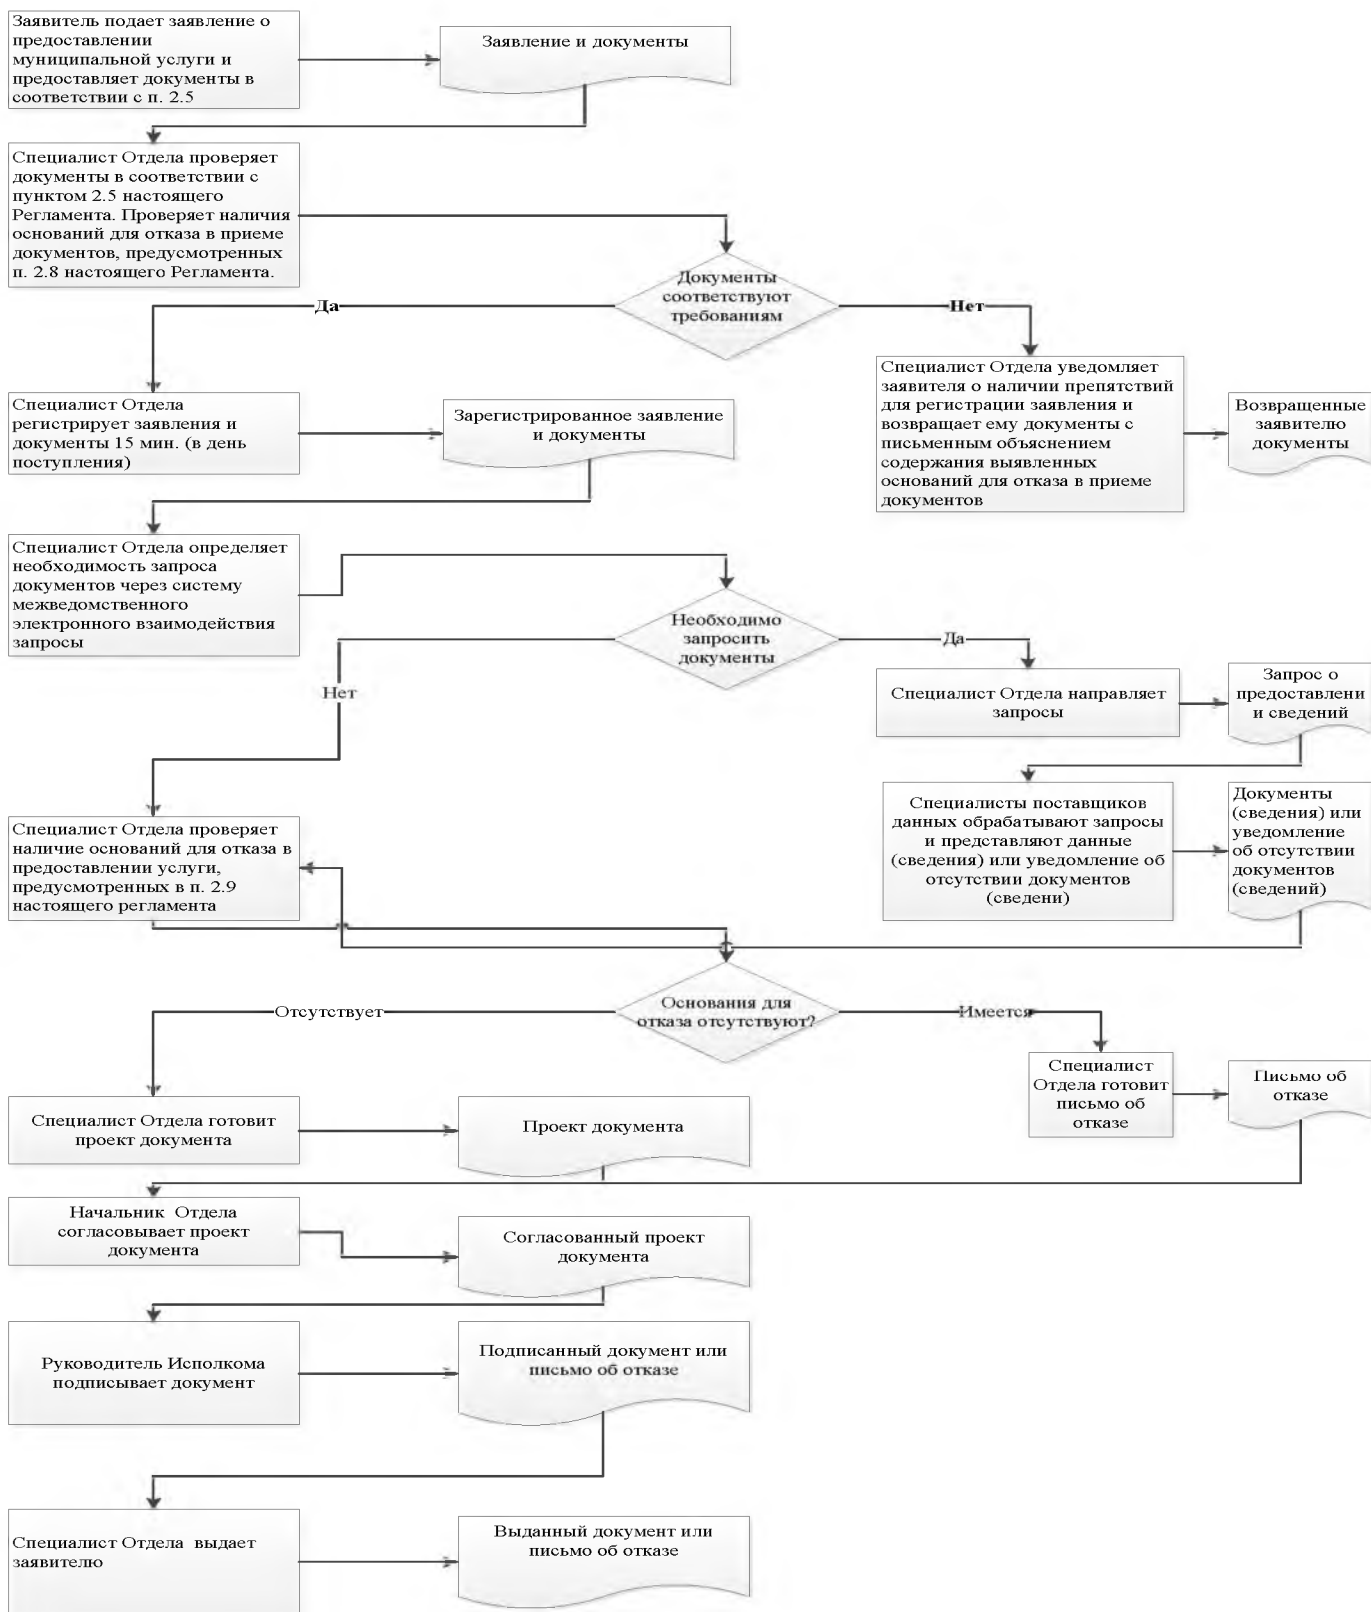 Заявитель подает заявление о
предоставлении
муниципальной услуги и
предоставляет документы в
соответствии с п. 2.5
Заявление и документы
Специалист Отдела проверяет
документы в соответствии с
пунктом 2.5 настоящего
Регламента. Проверяет наличия
оснований для отказа в приеме
документов, предусмотренных
п. 2.8 настоящего Регламента.
Документы
соответствуют
требованиям
Да
Нет
Специалист Отдела
регистрирует заявления и
документы 15 мин. (в день
поступления)
Зарегистрированное заявление
и документы
Специалист Отдела уведомляет
заявителя о наличии препятствий
для регистрации заявления и
возвращает ему документы с
письменным объяснением
содержания выявленных
оснований для отказа в приеме
документов
Возвращенные
заявителю
документы
Специалист Отдела определяет
необходимость запроса
документов через систему
межведомственного
электронного взаимодействия
запросы
Необходимо
запросить
документы
Да
Нет
Специалист Отдела направляет
запросы
Запрос о
предоставлени
и сведений
Специалисты поставщиков
данных обрабатывают запросы
и представляют данные
(сведения) или уведомление об
отсутствии документов
(сведени)
Документы
(сведения) или
уведомление
об отсутствии
документов
(сведений)
Специалист Отдела проверяет
наличие оснований для отказа в
предоставлении услуги,
предусмотренных в п. 2.9
настоящего регламента
Основания для
отказа отсутствуют?
Отсутствует
Имеется
Специалист
Отдела готовит
письмо об
отказе
Письмо об
отказе
Специалист Отдела готовит
проект документа
Проект документа
Начальник Отдела
согласовывает проект
документа
Согласованный проект
документа
Руководитель Исполкома
подписывает документ
Подписанный документ или
письмо об отказе
Специалист Отдела выдает
заявителю
Выданный документ или
письмо об отказе